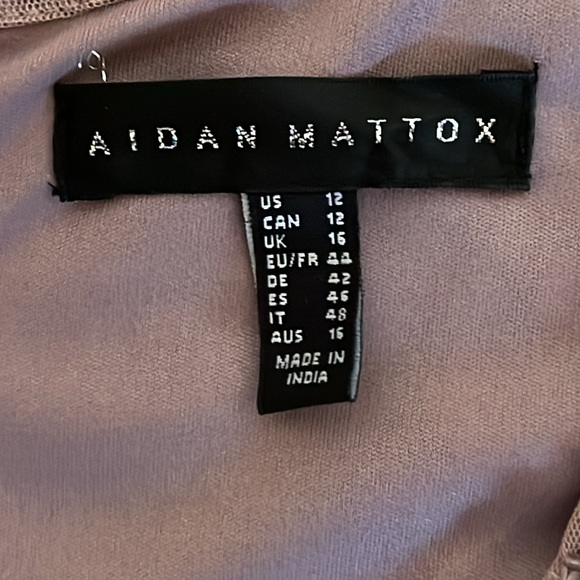 AIDAN MATTOX
US 12
CAN 12
UK 16
EU/FR 44
DE 42
ES 46
IT 48
AUS 16
MADE IN
INDIA